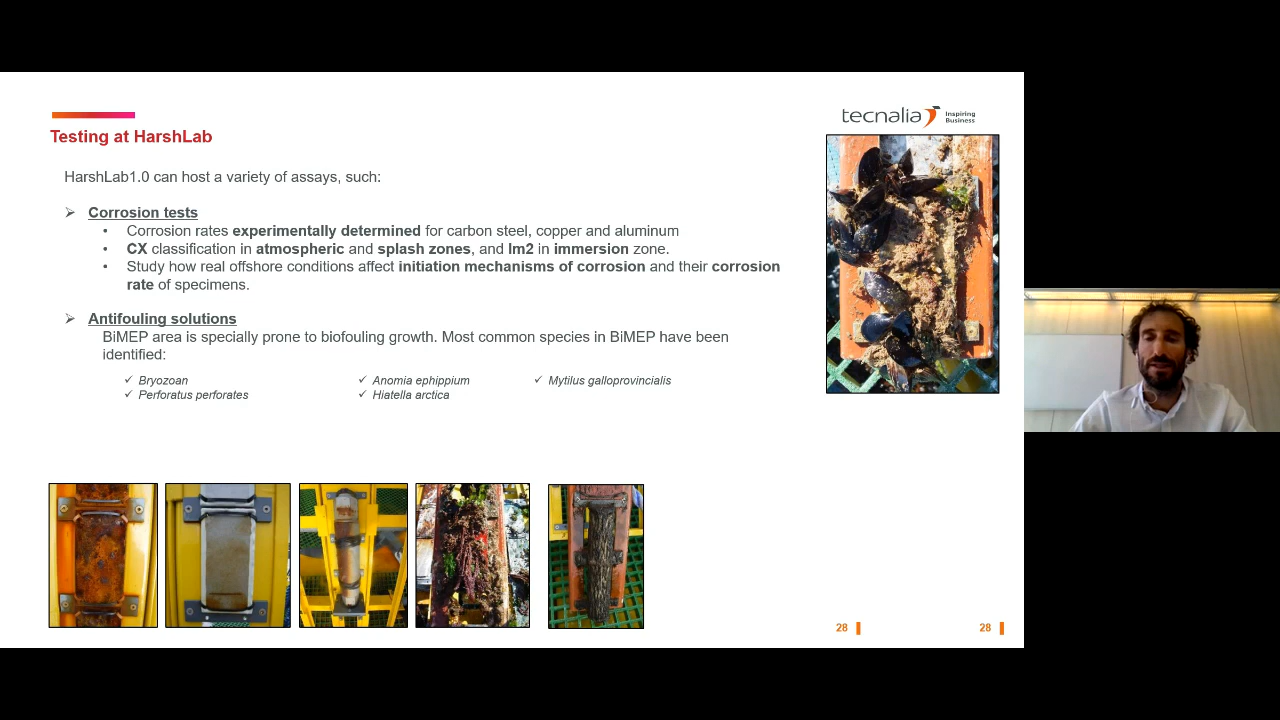 tecnalia Inspiring Business
Testing at HarshLab
HarshLab1.0 can host a variety of assays, such:
➢ Corrosion tests
• Corrosion rates experimentally determined for carbon steel, copper and aluminum
• CX classification in atmospheric and splash zones, and Im2 in immersion zone.
• Study how real offshore conditions affect initiation mechanisms of corrosion and their corrosion
rate of specimens.
➢ Antifouling solutions
BiMEP area is specially prone to biofouling growth. Most common species in BiMEP have been
identified:
✓ Bryozoan ✓ Anomia ephippium ✓ Mytilus galloprovincialis
✓ Perforatus perforates ✓ Hiatella arctica
28 28